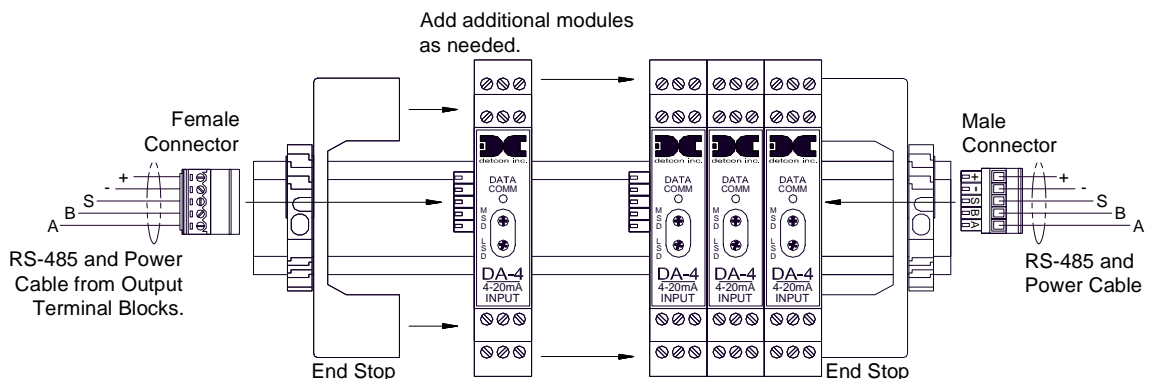 Add additional modules
as needed.
Female
Connector
+
-
S
B
A
RS-485 and Power
Cable from Output
Terminal Blocks.
End Stop
detcon inc.
DATA
COMM
MSD
LSD
DA-4
4-20mA
INPUT
detcon inc.
DATA
COMM
MSD
LSD
DA-4
4-20mA
INPUT
detcon inc.
DATA
COMM
MSD
LSD
DA-4
4-20mA
INPUT
detcon inc.
DATA
COMM
MSD
LSD
DA-4
4-20mA
INPUT
End Stop
Male
Connector
+
-
S
B
A
+
-
S
B
A
RS-485 and
Power Cable